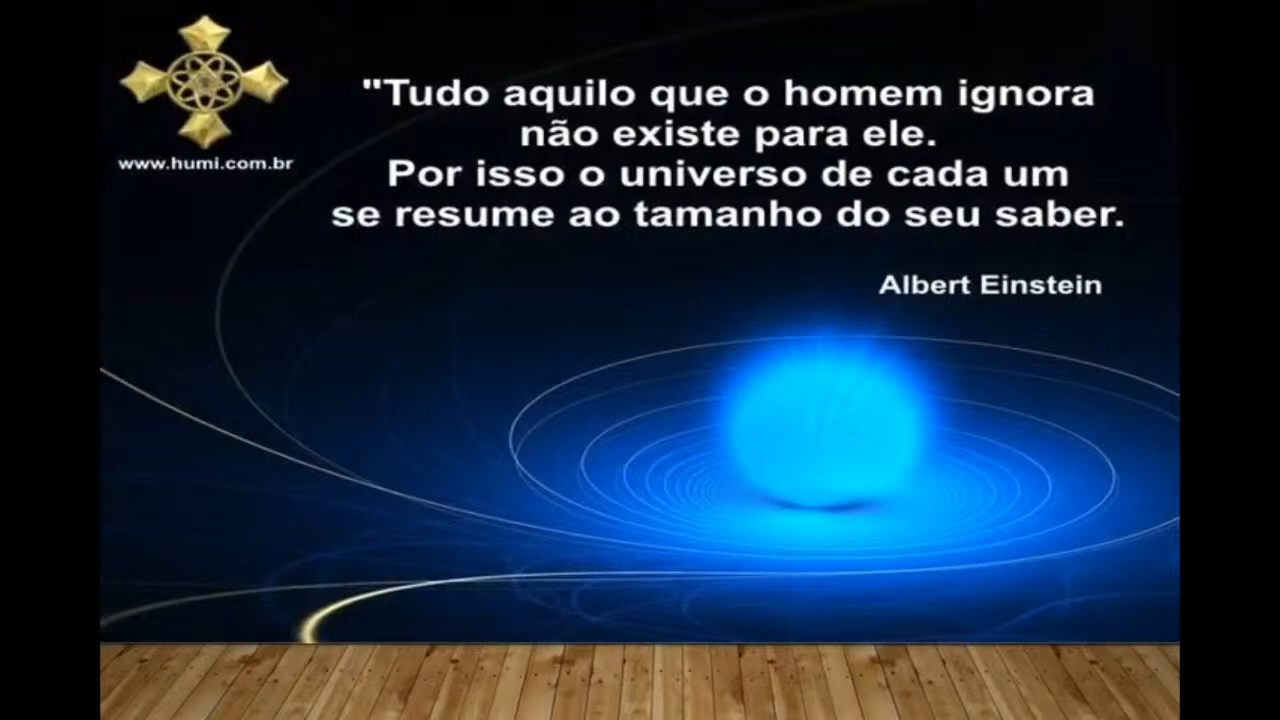 www.humi.com.br
"Tudo aquilo que o homem ignora
não existe para ele.
Por isso o universo de cada um
se resume ao tamanho do seu saber.
Albert Einstein